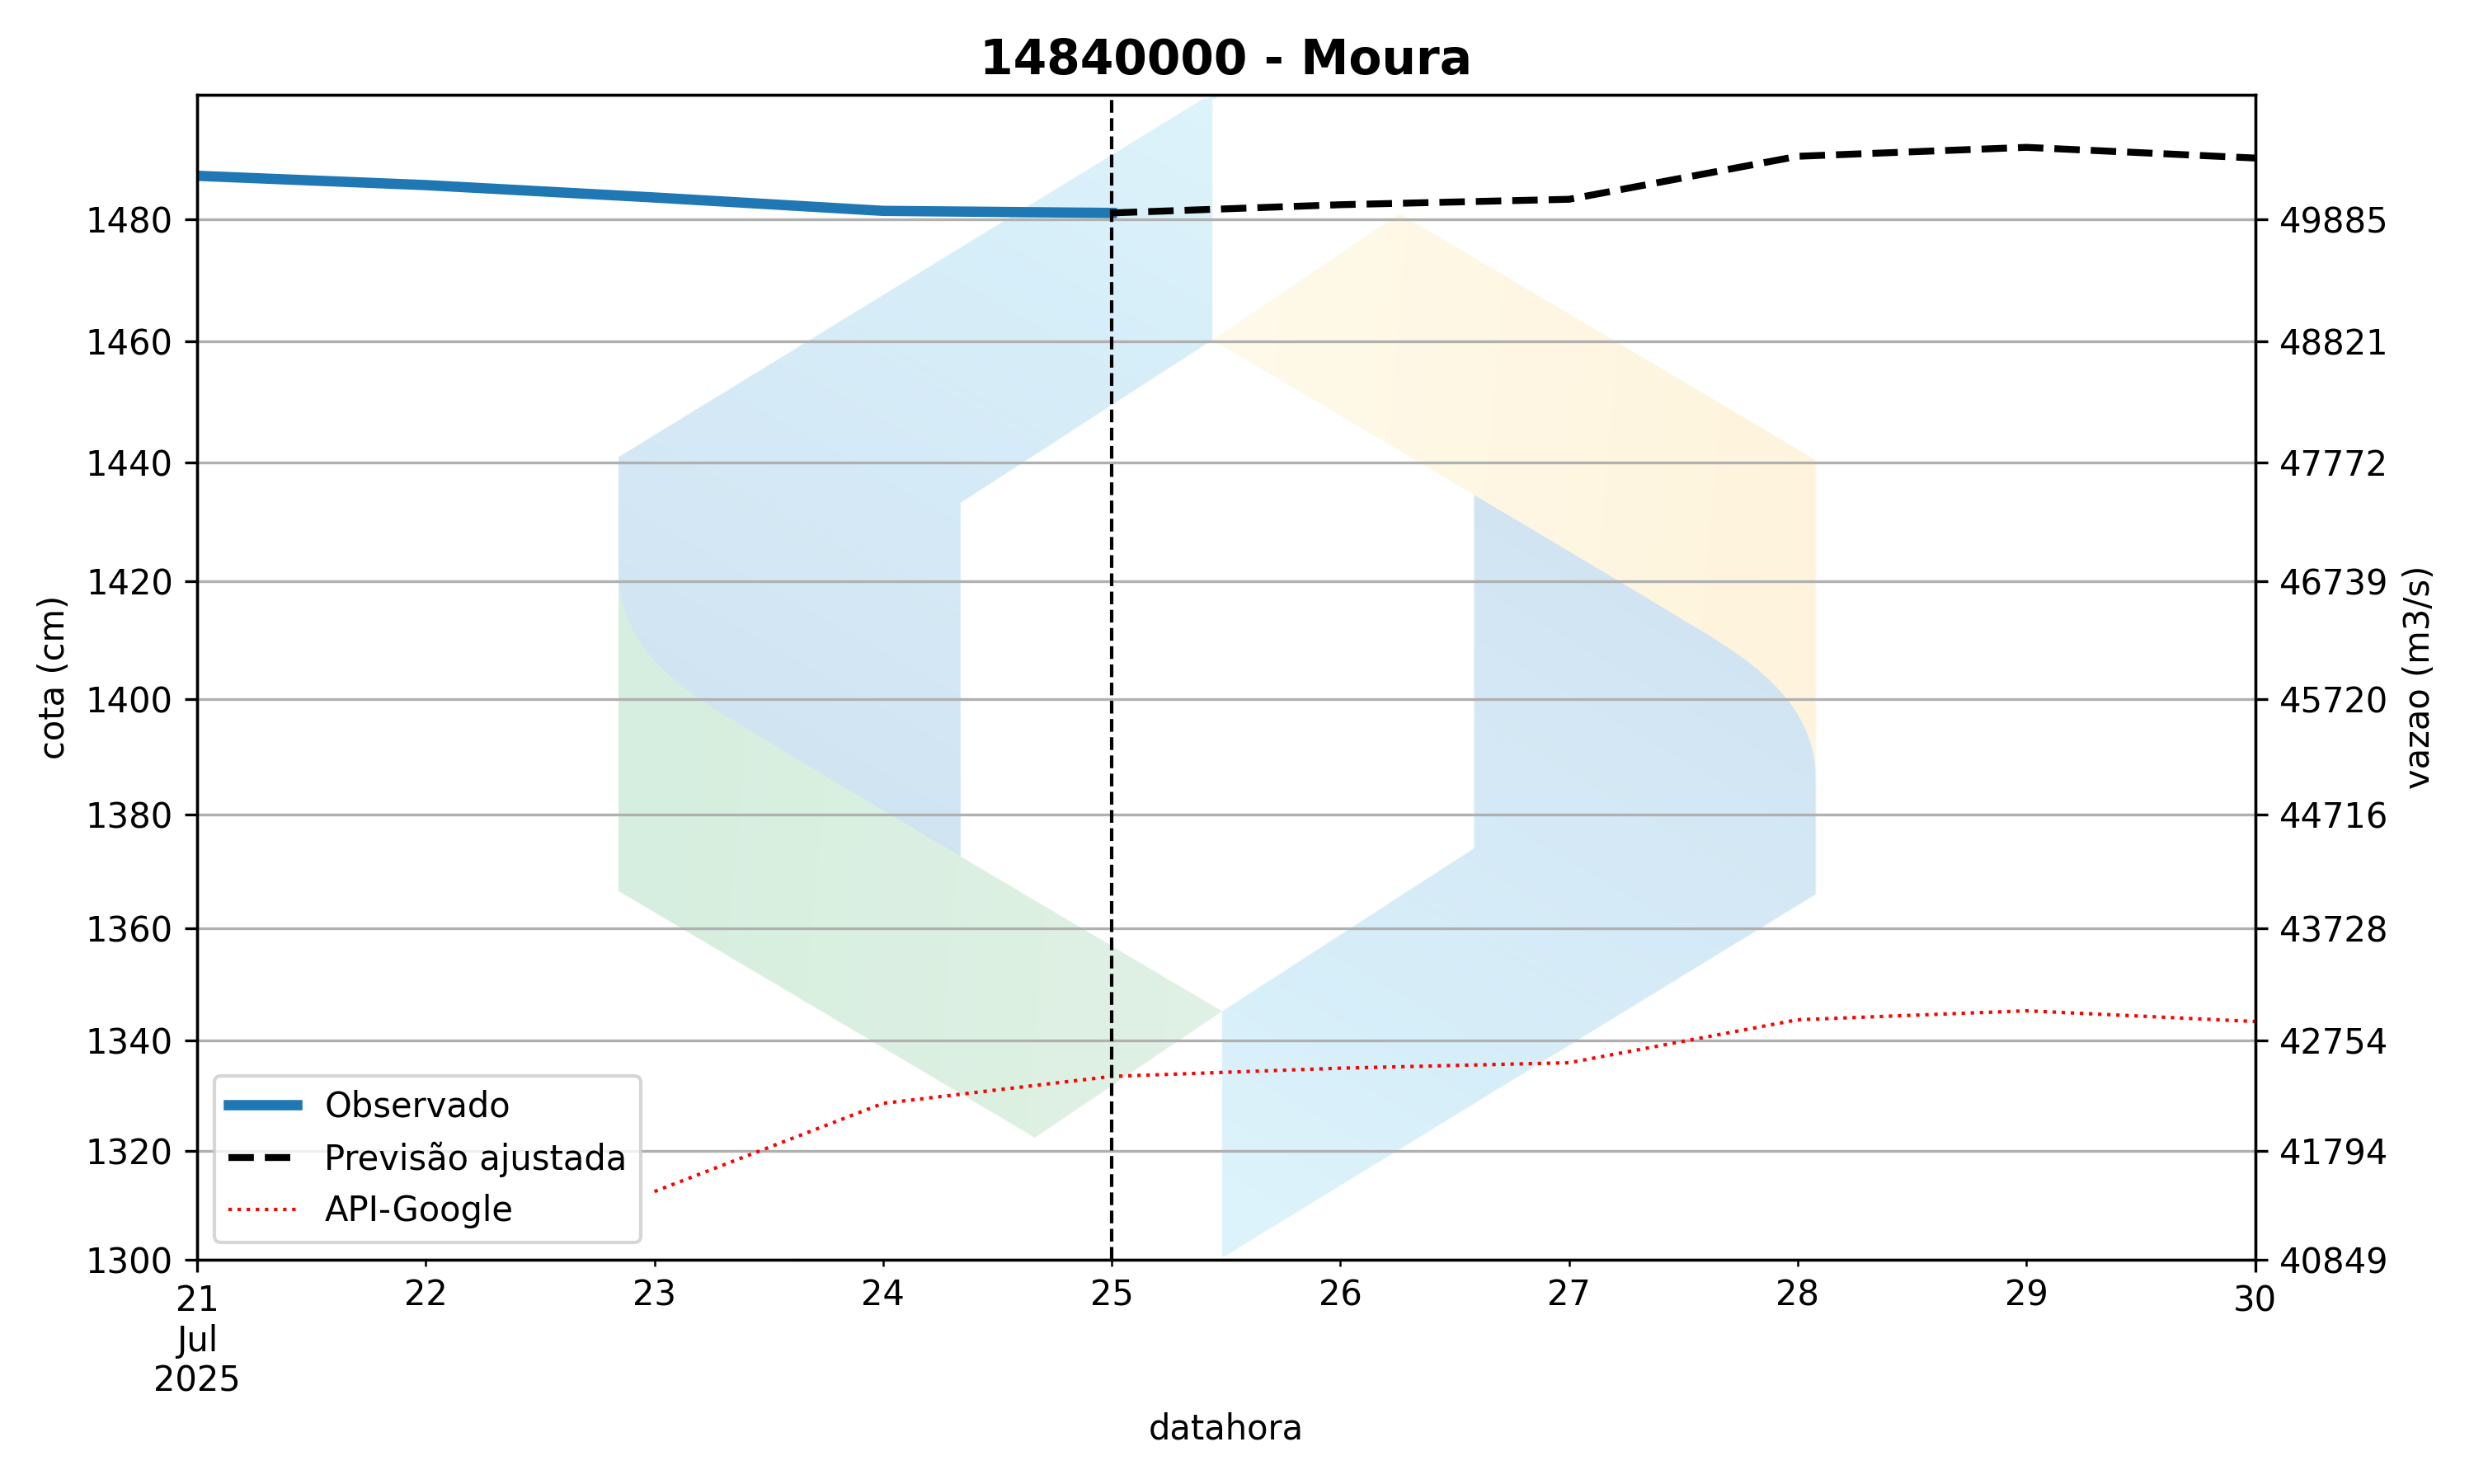 14840000 - Moura
1480
1460
1440
1420
1400
1380
1360
1340
1320
1300
cota (cm)
49885
48821
47772
46739
45720
44716
43728
42754
41794
40849
vazao (m3/s)
Observado
Previsão ajustada
API-Google
21 22 23 24 25 26 27 28 29 30
Jul
2025
datahora